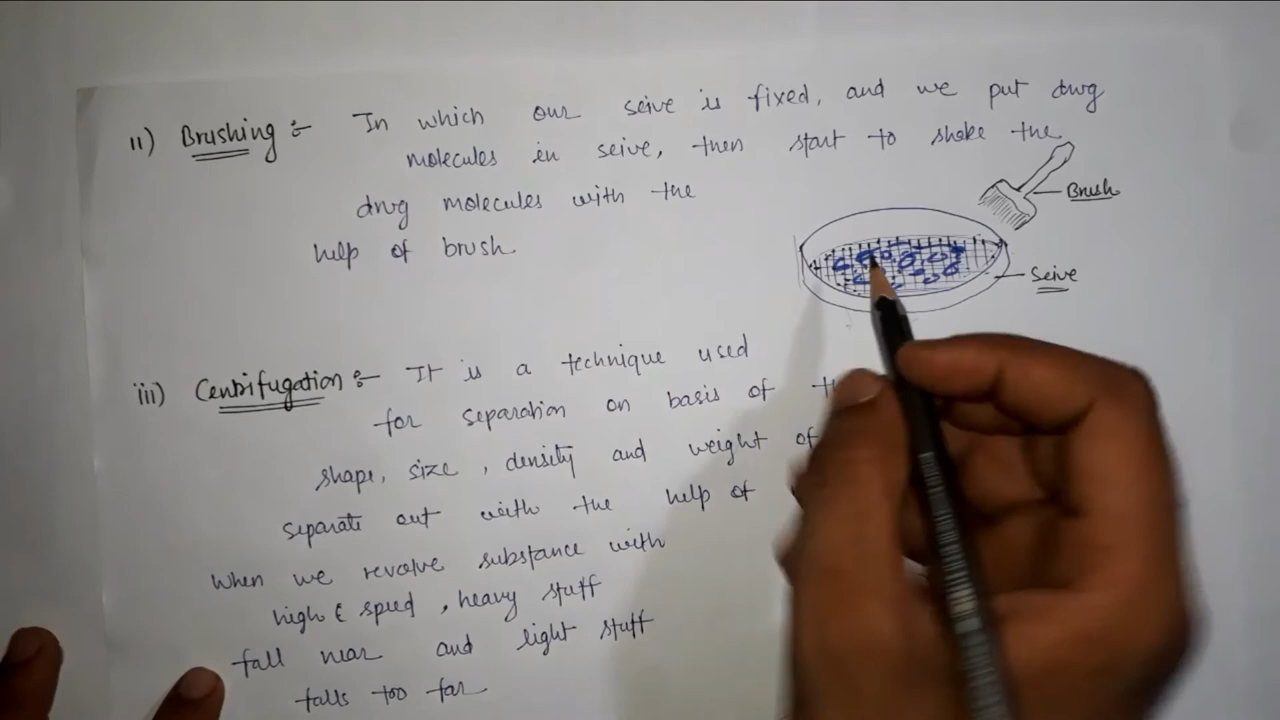 ii) Brushing :- In which our seive is fixed, and we put drug
molecules in seive, then start to shake the
drug molecules with the
help of brush.
Brush
Seive
iii) Centrifugation :- It is a technique used
for separation on basis of
shape, size, density and weight of
separate out with the help of
When we revolve substance with
high speed, heavy stuff
fall near and light stuff
falls too far